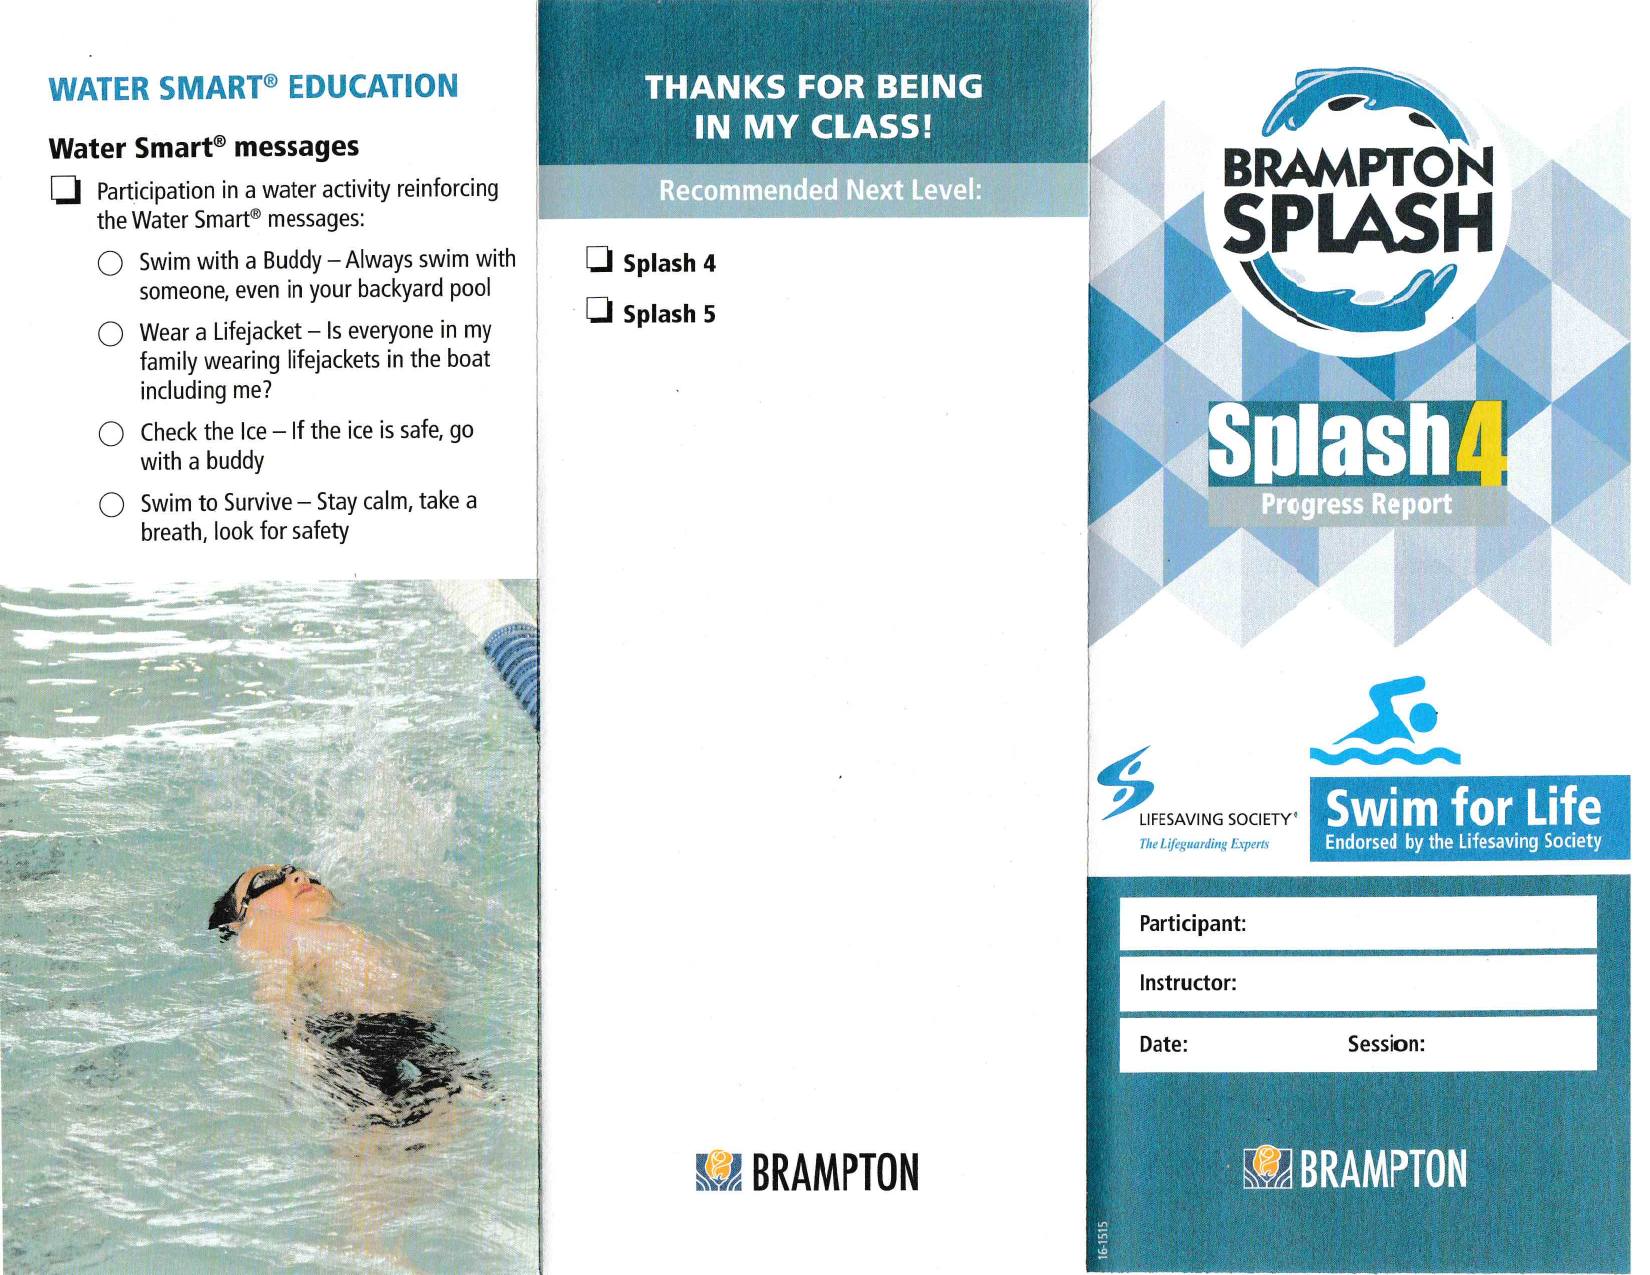 WATER SMART® EDUCATION
Water Smart® messages
Participation in a water activity reinforcing
the Water Smart® messages:
Swim with a Buddy – Always swim with
someone, even in your backyard pool
Wear a Lifejacket – Is everyone in my
family wearing lifejackets in the boat
including me?
Check the Ice – If the ice is safe, go
with a buddy
Swim to Survive – Stay calm, take a
breath, look for safety
THANKS FOR BEING
IN MY CLASS!
Recommended Next Level:
Splash 4
Splash 5
BRAMPTON
BRAMPTON
SPLASH
Splash4
Progress Report
LIFESAVING SOCIETY®
The Lifeguarding Experts
Swim for Life
Endorsed by the Lifesaving Society
Participant:
Instructor:
Date: Session:
BRAMPTON
16-1515